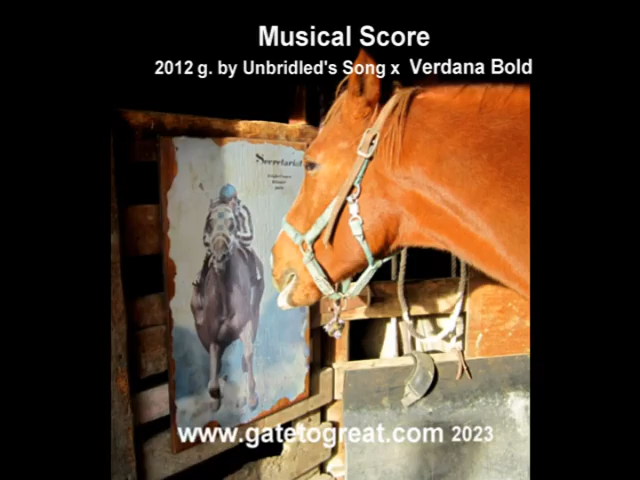 Musical Score
2012 g. by Unbridled's Song x Verdana Bold
Secretariat
www.gatetogreat.com 2023